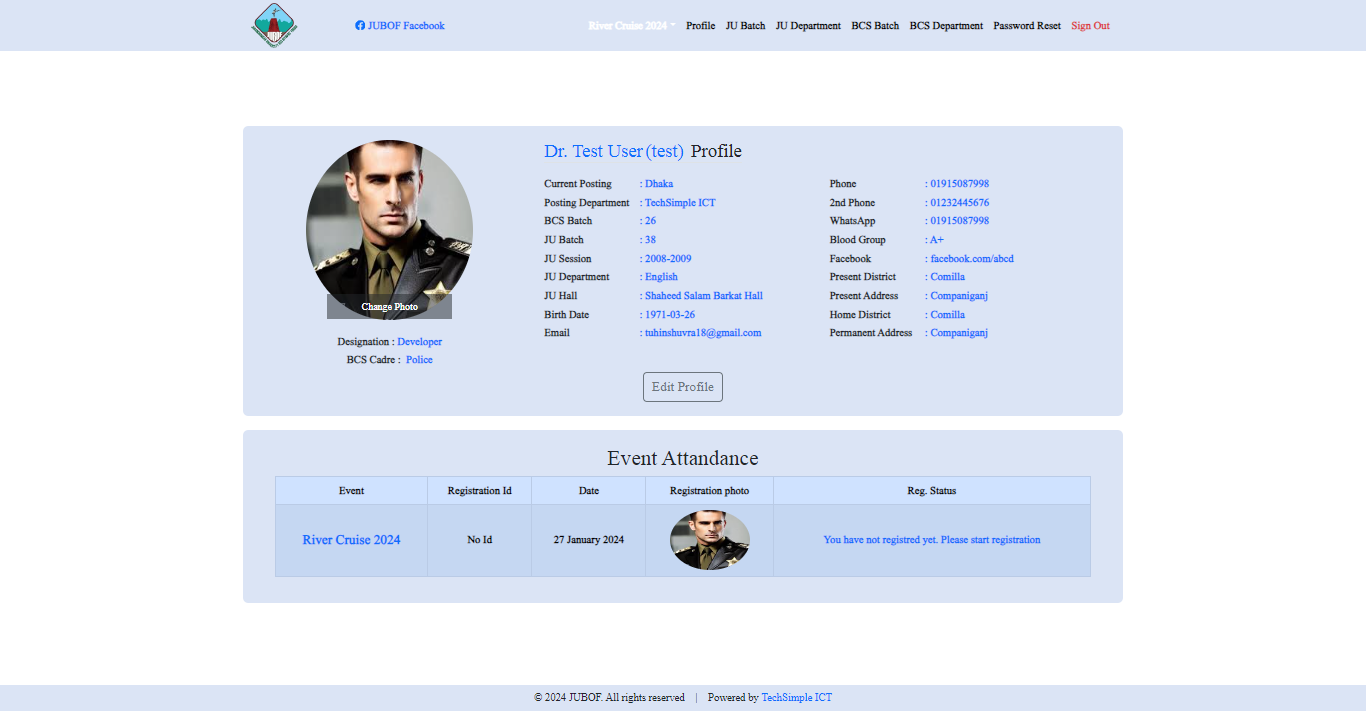 JUBOF Facebook River Cruise 2024 Profile JU Batch JU Department BCS Batch BCS Department Password Reset Sign Out
Dr. Test User (test) Profile
Current Posting : Dhaka
Posting Department : TechSimple ICT
BCS Batch : 26
JU Batch : 38
JU Session : 2008-2009
JU Department : English
JU Hall : Shaheed Salam Barkat Hall
Birth Date : 1971-03-26
Email : tuhinshuvra18@gmail.com
Phone : 01915087998
2nd Phone : 01232445676
WhatsApp : 01915087998
Blood Group : A+
Facebook : facebook.com/abcd
Present District : Comilla
Present Address : Companiganj
Home District : Comilla
Permanent Address : Companiganj
Change Photo
Designation : Developer
BCS Cadre : Police
Edit Profile
Event Attandance
Event Registration Id Date Registration photo Reg. Status
River Cruise 2024 No Id 27 January 2024 You have not registred yet. Please start registration
© 2024 JUBOF. All rights reserved | Powered by TechSimple ICT